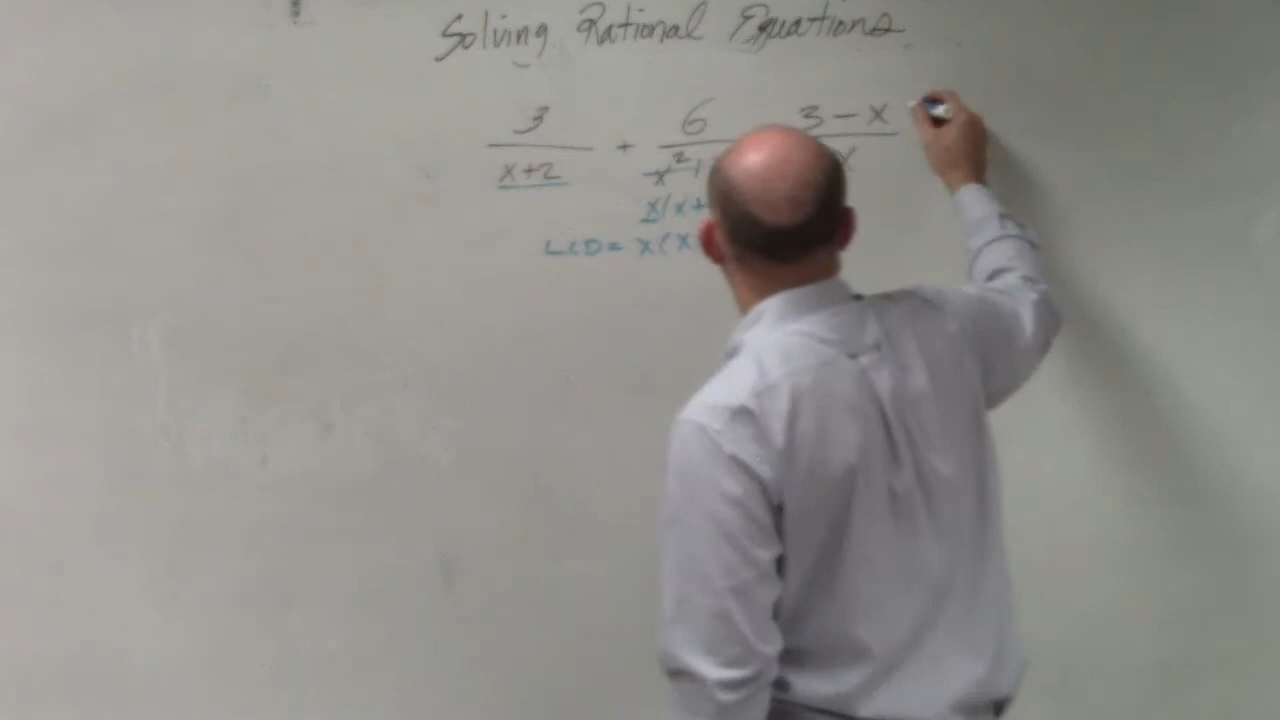 Solving Rational Equations
3 6 3 - x
x+2 + x² + x
x(x+
LCD = x(x